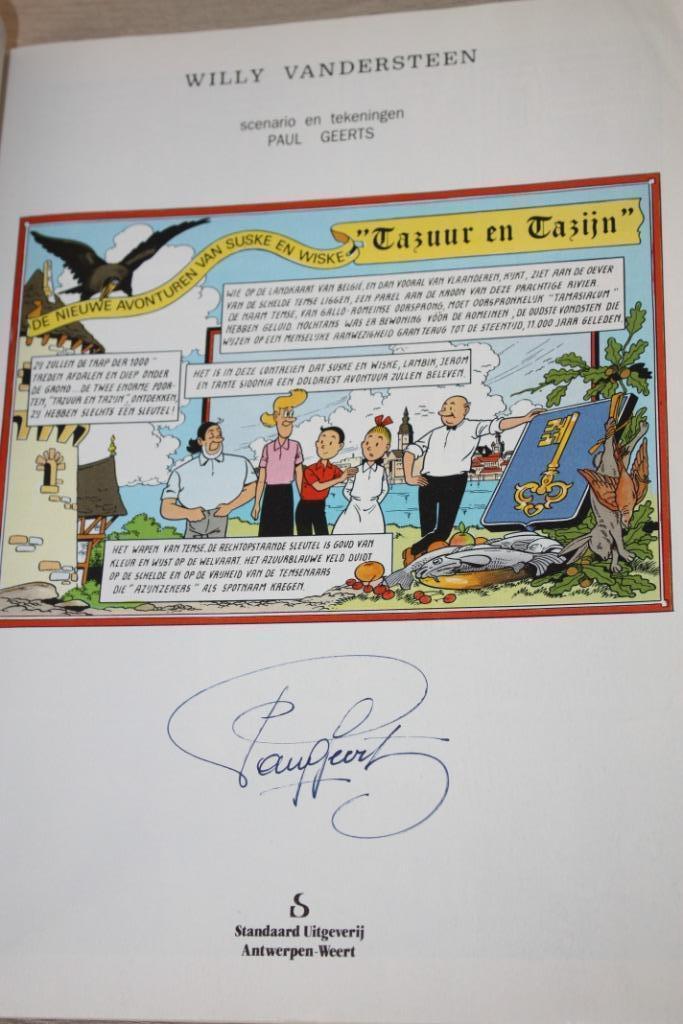 WILLY VANDERSTEEN
scenario en tekeningen
PAUL GEERTS
DE NIEUWE AVONTUREN VAN SUSKE EN WISKE
"Tazuur en Tazijn"
WIE OP DE LANDKAART VAN BELGIË, EN DAN VOORAL VAN VLAANDEREN, KIJKT, ZIET AAN DE OEVER
VAN DE SCHELDE TEMSE LIGGEN, EEN PAREL AAN DE KROON VAN DEZE PRACHTIGE RIVIER.
DE NAAM TEMSE, VAN GALLO-ROMEINSE OORSPRONG, MOET OORSPRONKELIJK "TAMASIALUM"
HEBBEN GELUID. NOCHTANS WAS ER BEWONING VÓÓR DE ROMEINEN, DE OUDSTE VONDSTEN DIE
WIJZEN OP EEN MENSELIJKE AANWEZIGHEID GAAN TERUG TOT DE STEENTIJD, 11.000 JAAR GELEDEN.
HET IS IN DEZE CONTREIEN DAT SUSKE EN WISKE, LAMBIK, JEROM
EN TANTE SIDONIA EEN DOLDRIEST AVONTUUR ZULLEN BELEVEN.
ZIJ ZULLEN DE TRAP DER 1000
TREDEN AFDALEN EN DIEP ONDER
DE GROND... DE TWEE ENORME POOR-
TEN, "TAZUUR EN TAZIJN", ONTDEKKEN,
ZIJ HEBBEN SLECHTS EEN SLEUTEL!
HET WAPEN VAN TEMSE, DE RECHTOPSTAANDE SLEUTEL IS GOUD VAN
KLEUR EN WIJST OP DE WELVAART. HET AZUURBLAUWE VELD DUIDT
OP DE SCHELDE EN OP DE VRIJHEID VAN DE TEMSENAARS
DIE "AZIJNZEKERS" ALS SPOTNAAM KREGEN.
Paul Geerts
Standaard Uitgeverij
Antwerpen-Weert